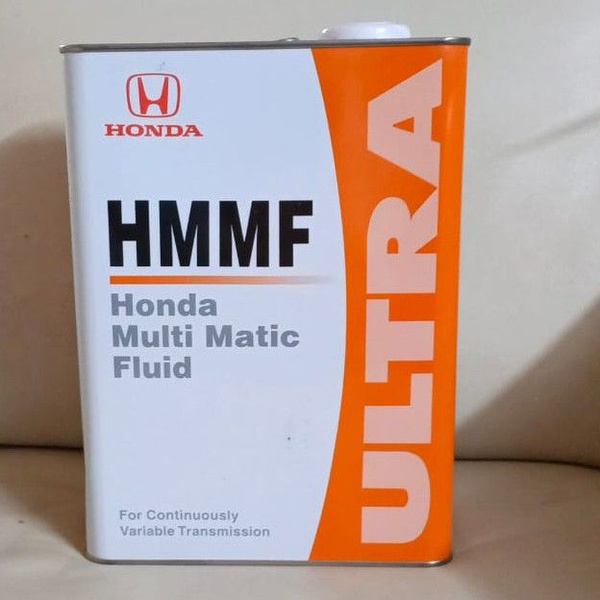 HONDA
HMMF
Honda
Multi Matic
Fluid
For Continuously
Variable Transmission
ULTRA